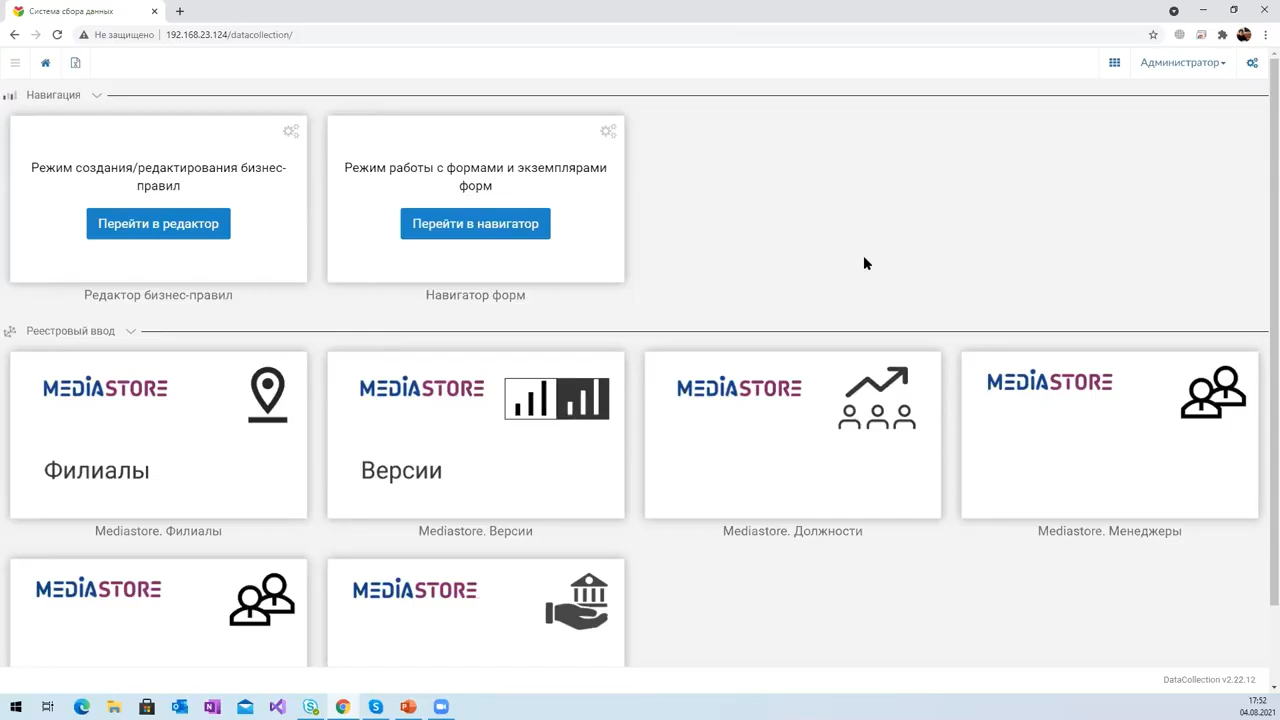 Система сбора данных
Не защищено
192.168.23.124/datacollection/
Администратор
Навигация
Режим создания/редактирования бизнес-
правил
Перейти в редактор
Редактор бизнес-правил
Режим работы с формами и экземплярами
форм
Перейти в навигатор
Навигатор форм
Реестровый ввод
MEDIASTORE
Филиалы
Mediastore. Филиалы
MEDIASTORE
Версии
Mediastore. Версии
MEDIASTORE
Mediastore. Должности
MEDIASTORE
Mediastore. Менеджеры
MEDIASTORE
MEDIASTORE
DataCollection v2.22.12
17:52
04.08.2021